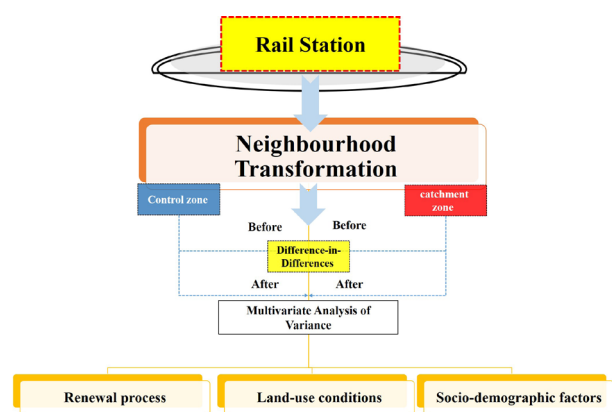 Rail Station
Neighbourhood
Transformation
Control zone
catchment
zone
Before
Before
Difference-in-
Differences
After
After
Multivariate Analysis of
Variance
Renewal process
Land-use conditions
Socio-demographic factors